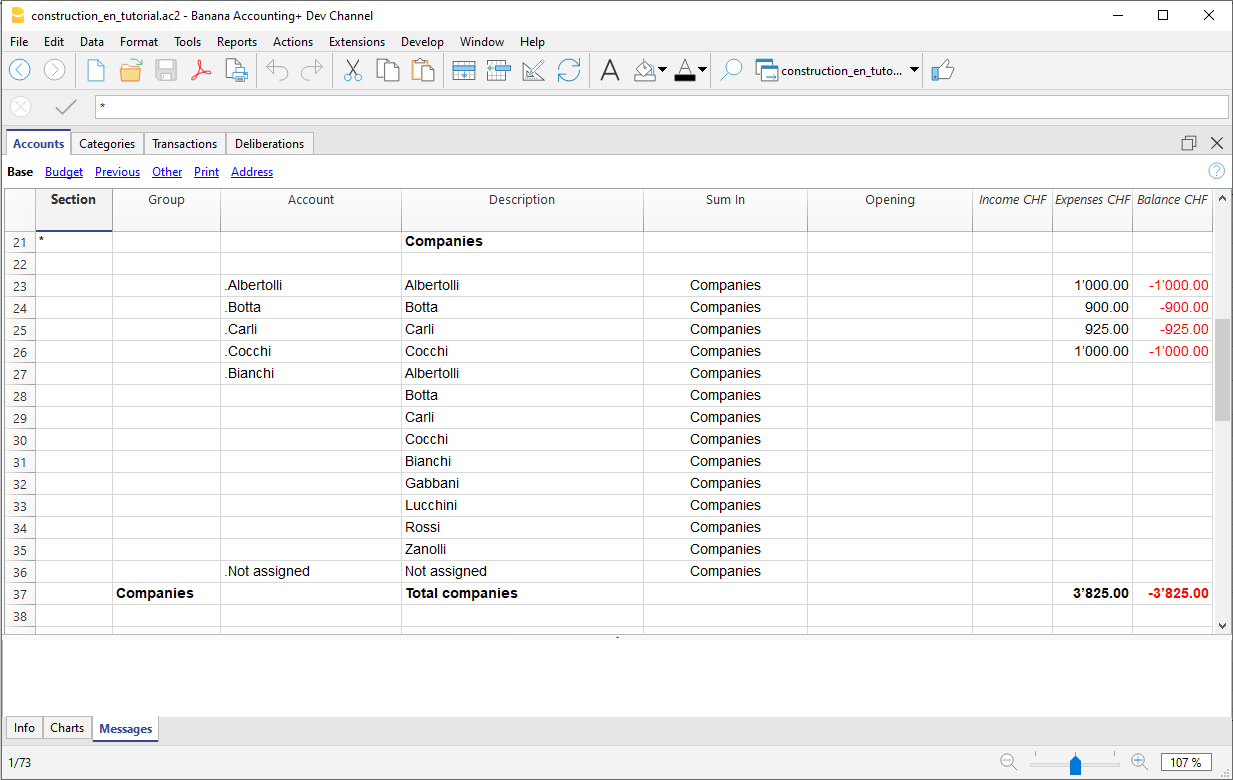 construction_en_tutorial.ac2 - Banana Accounting+ Dev Channel
File Edit Data Format Tools Reports Actions Extensions Develop Window Help
construction_en_tuto...
*
Accounts Categories Transactions Deliberations
Base Budget Previous Other Print Address
Section Group Account Description Sum In Opening Income CHF Expenses CHF Balance CHF
21 * Companies
22
23 .Albertolli Albertolli Companies 1'000.00 -1'000.00
24 .Botta Botta Companies 900.00 -900.00
25 .Carli Carli Companies 925.00 -925.00
26 .Cocchi Cocchi Companies 1'000.00 -1'000.00
27 .Bianchi Albertolli Companies
28 Botta Companies
29 Carli Companies
30 Cocchi Companies
31 Bianchi Companies
32 Gabbani Companies
33 Lucchini Companies
34 Rossi Companies
35 Zanolli Companies
36 .Not assigned Not assigned Companies
37 Companies Total companies 3'825.00 -3'825.00
38
Info Charts Messages
1/73 107 %